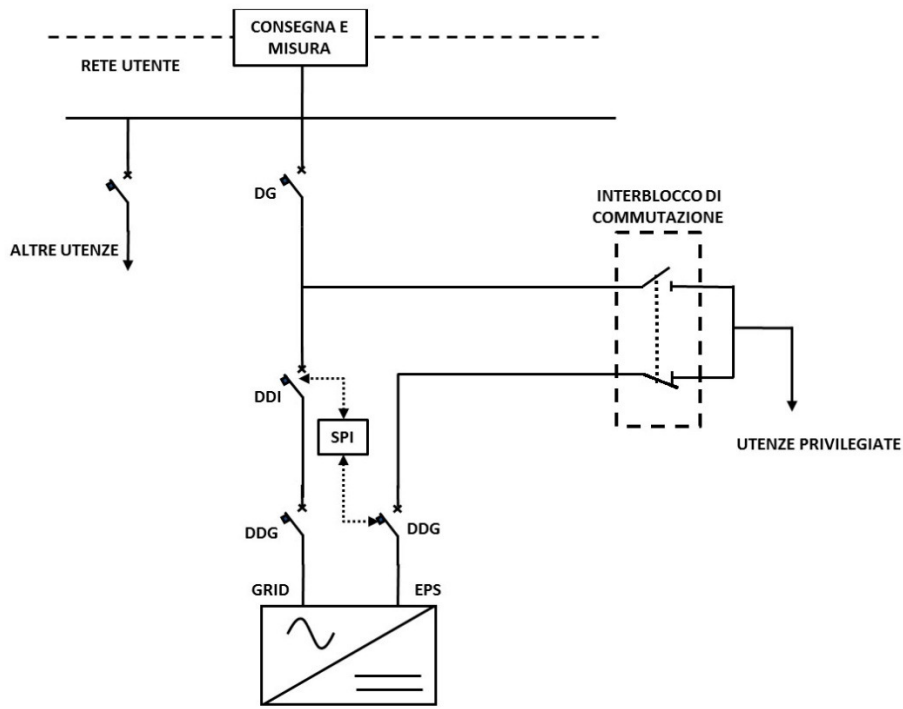 CONSEGNA E
MISURA
RETE UTENTE
DG
INTERBLOCCO DI
COMMUTAZIONE
ALTRE UTENZE
DDI
SPI
UTENZE PRIVILEGIATE
DDG
DDG
GRID
EPS